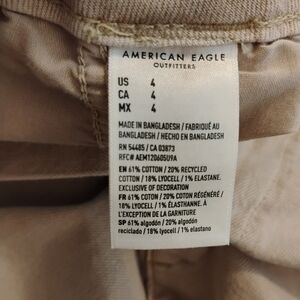 AMERICAN EAGLE
OUTFITTERS
US 4
CA 4
MX 4
MADE IN BANGLADESH / FABRIQUÉ AU
BANGLADESH / HECHO EN BANGLADESH
RN 54485 / CA 03873
RFC# AEM120605U9A
EN 61% COTTON / 20% RECYCLED
COTTON / 18% LYOCELL / 1% ELASTANE.
EXCLUSIVE OF DECORATION
FR 61% COTON / 20% COTON RÉGÉNÉRÉ /
18% LYOCELL / 1% ÉLASTHANNE. À
L'EXCEPTION DE LA GARNITURE
SP 61% algodón / 20% algodón
reciclado / 18% lyocell / 1% elastano